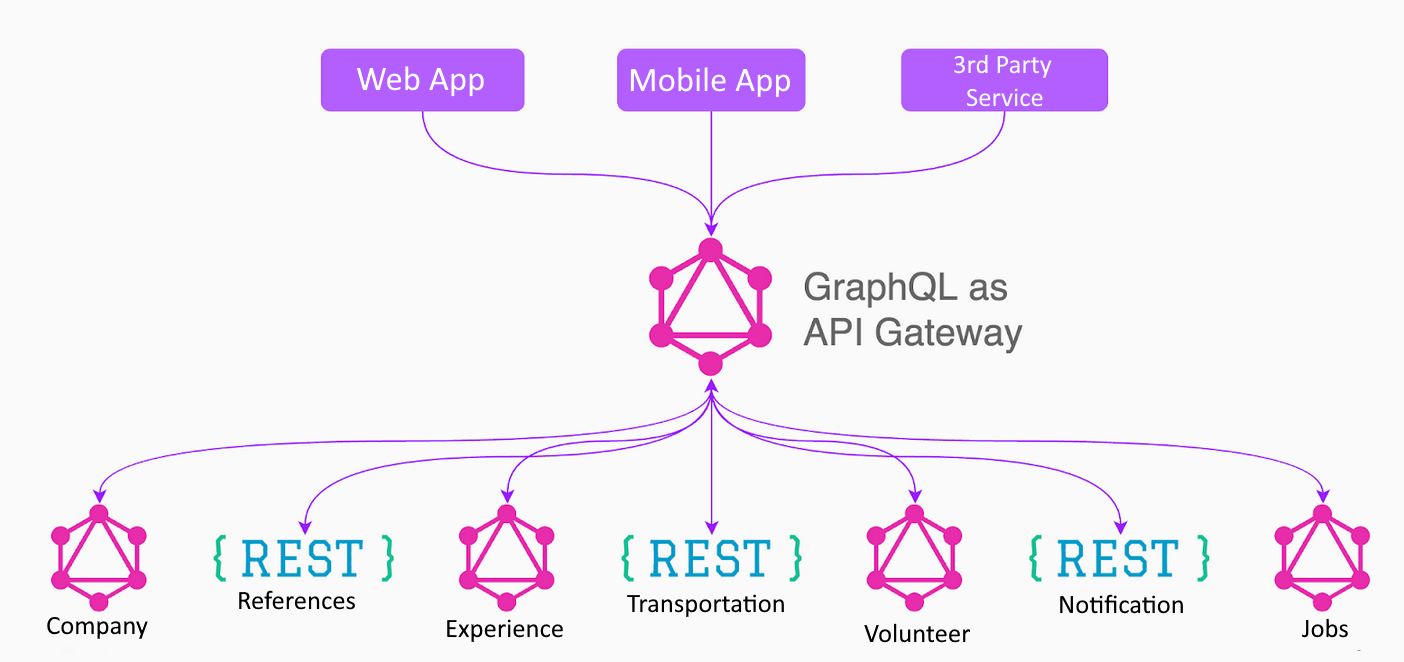 Web App
Mobile App
3rd Party
Service
GraphQL as
API Gateway
{ REST }
{ REST }
{ REST }
References
Transportation
Notification
Company
Experience
Volunteer
Jobs